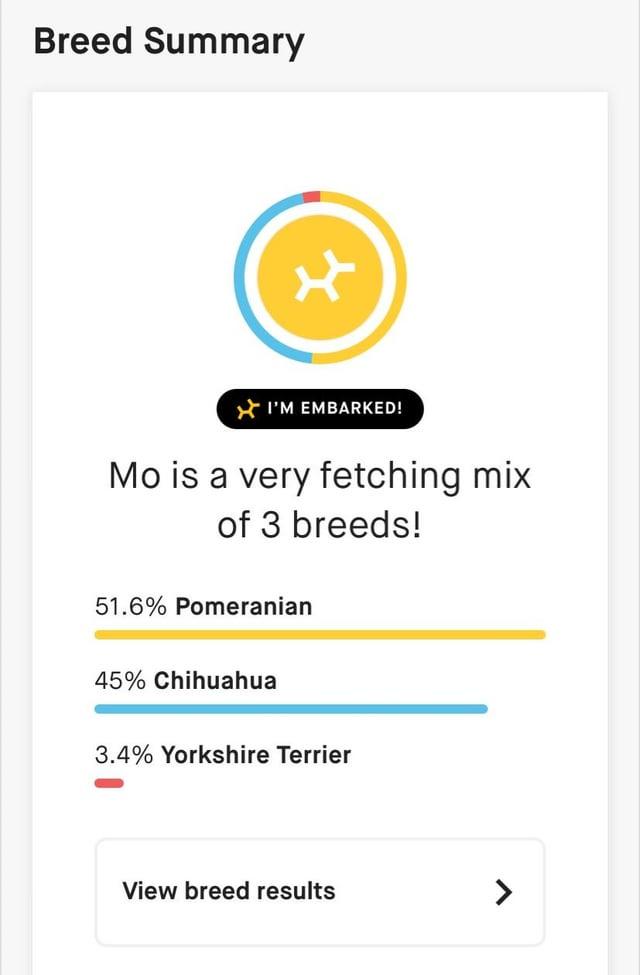 Breed Summary
I'M EMBARKED!
Mo is a very fetching mix
of 3 breeds!
51.6% Pomeranian
45% Chihuahua
3.4% Yorkshire Terrier
View breed results